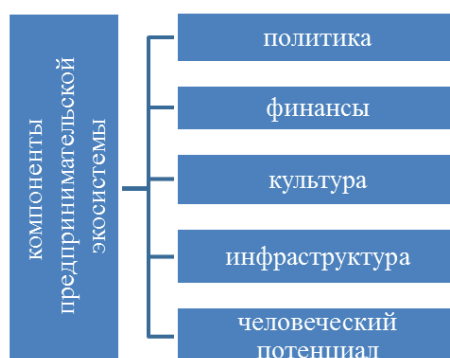 компоненты
предпринимательской
экосистемы
политика
финансы
культура
инфраструктура
человеческий
потенциал